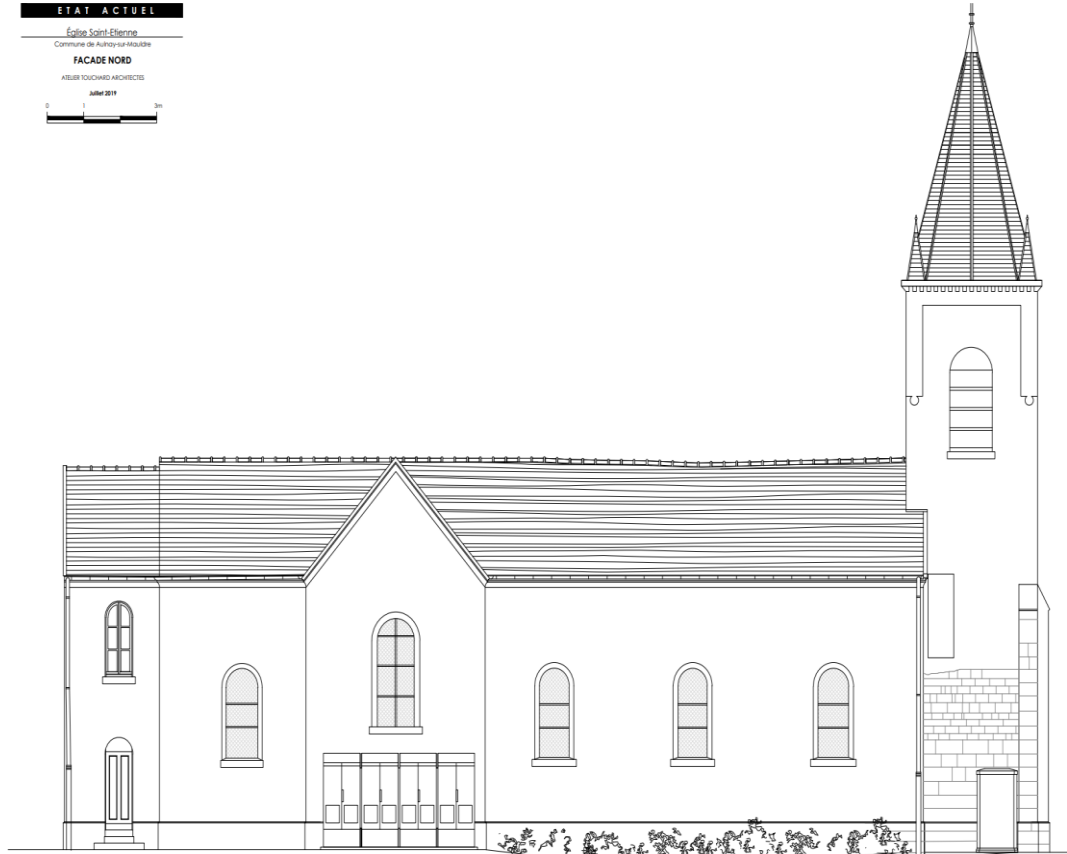 ETAT ACTUEL
Église Saint-Etienne
Commune de Aulnay-sur-Mauldre
FACADE NORD
ATELIER TOUCHARD ARCHITECTES
Juillet 2019
0 1 3m